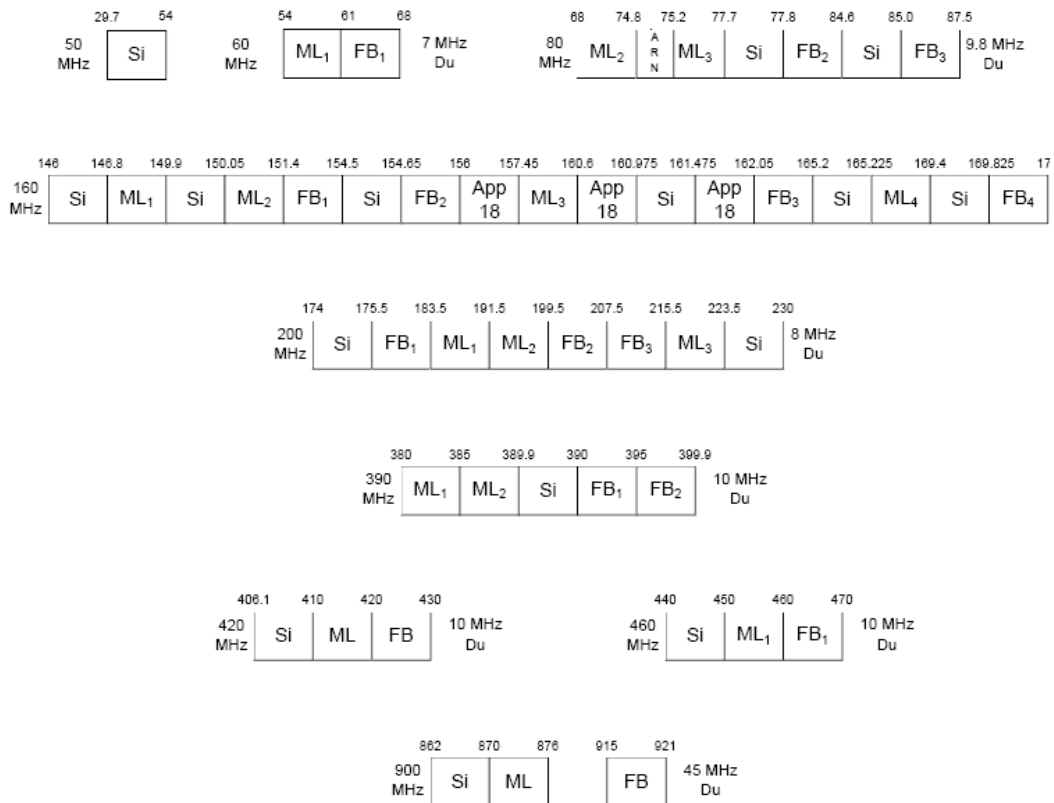 29.7 54
50 MHz Si
54 61 68
60 MHz ML₁ FB₁ 7 MHz Du
68 74.8 75.2 77.7 77.8 84.6 85.0 87.5
80 MHz ML₂ ARN ML₃ Si FB₂ Si FB₃ 9.8 MHz Du
146 146.8 149.9 150.05 151.4 154.5 154.65 156 157.45 160.6 160.975 161.475 162.05 165.2 165.225 169.4 169.825 17
160 MHz Si ML₁ Si ML₂ FB₁ Si FB₂ App 18 ML₃ App 18 Si App 18 FB₃ Si ML₄ Si FB₄
174 175.5 183.5 191.5 199.5 207.5 215.5 223.5 230
200 MHz Si FB₁ ML₁ ML₂ FB₂ FB₃ ML₃ Si 8 MHz Du
380 385 389.9 390 395 399.9
390 MHz ML₁ ML₂ Si FB₁ FB₂ 10 MHz Du
406.1 410 420 430
420 MHz Si ML FB 10 MHz Du
440 450 460 470
460 MHz Si ML₁ FB₁ 10 MHz Du
862 870 876 915 921
900 MHz Si ML FB 45 MHz Du